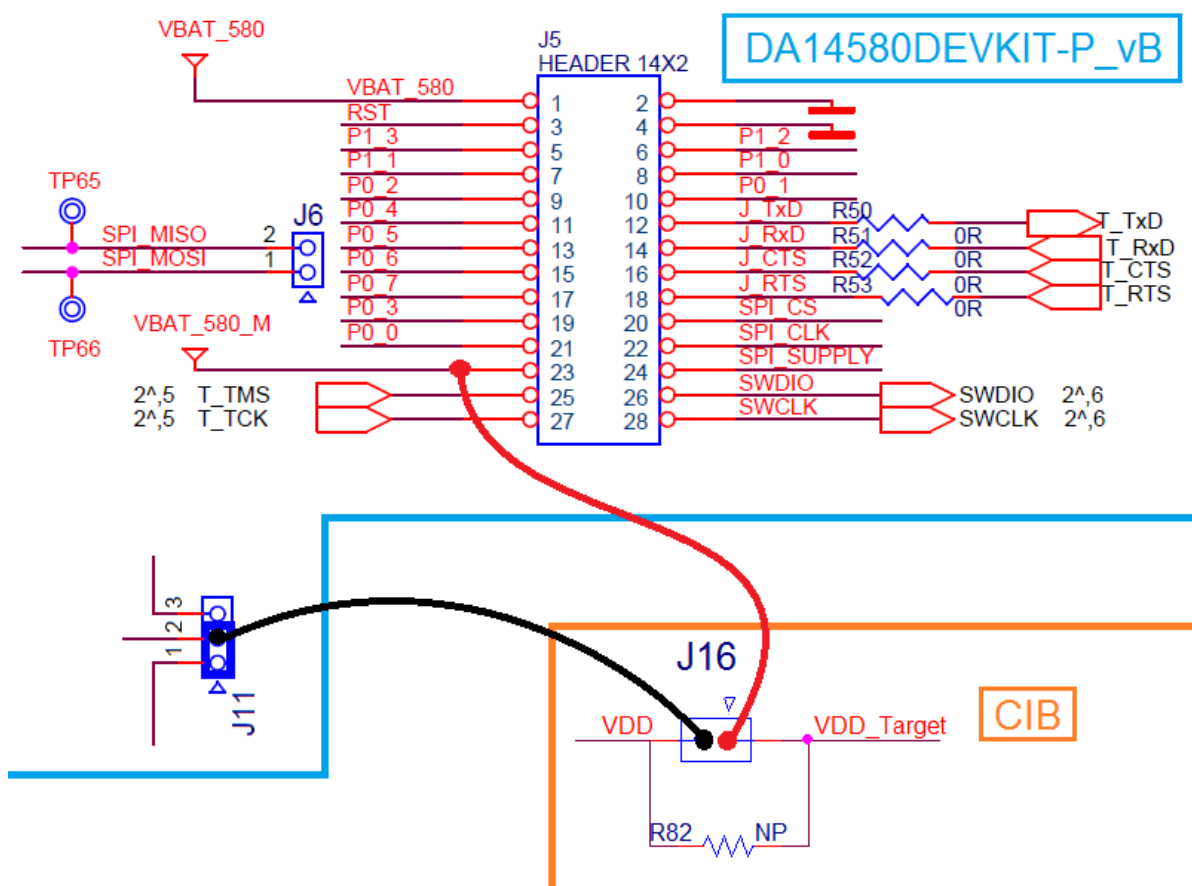 VBAT_580
J5
HEADER 14X2
DA14580DEVKIT-P_vB
VBAT_580 1 2
RST 3 4
P1_3 5 6 P1_2
P1_1 7 8 P1_0
P0_2 9 10 P0_1
P0_4 11 12 J_TxD R50 T_TxD
P0_5 13 14 J_RxD R51 0R T_RxD
P0_6 15 16 J_CTS R52 0R T_CTS
P0_7 17 18 J_RTS R53 0R T_RTS
0R
P0_3 19 20 SPI_CS
P0_0 21 22 SPI_CLK
23 24 SPI_SUPPLY
2^,5 T_TMS 25 26 SWDIO SWDIO 2^,6
2^,5 T_TCK 27 28 SWCLK SWCLK 2^,6
TP65
J6
SPI_MISO 2
SPI_MOSI 1
VBAT_580_M
TP66
3
2
1
J11
J16
VDD
VDD_Target
CIB
R82
NP